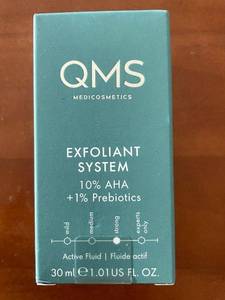 QMS
MEDICOSMETICS
EXFOLIANT
SYSTEM
10% AHA
+1% Prebiotics
mild
medium
strong
experts
only
Active Fluid | Fluide actif
30 ml ℮ 1.01 US FL. OZ.